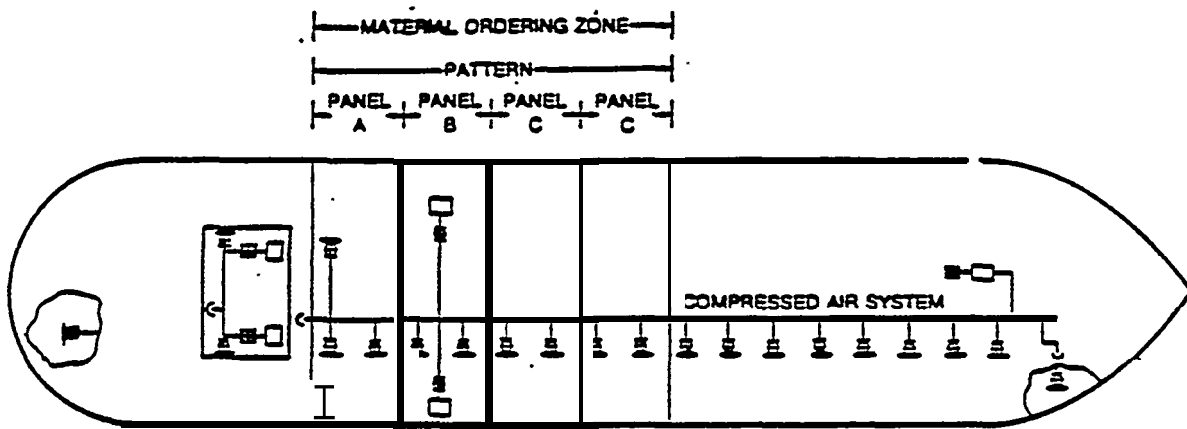 MATERIAL ORDERING ZONE
PATTERN
PANEL PANEL PANEL PANEL
A B C C
COMPRESSED AIR SYSTEM